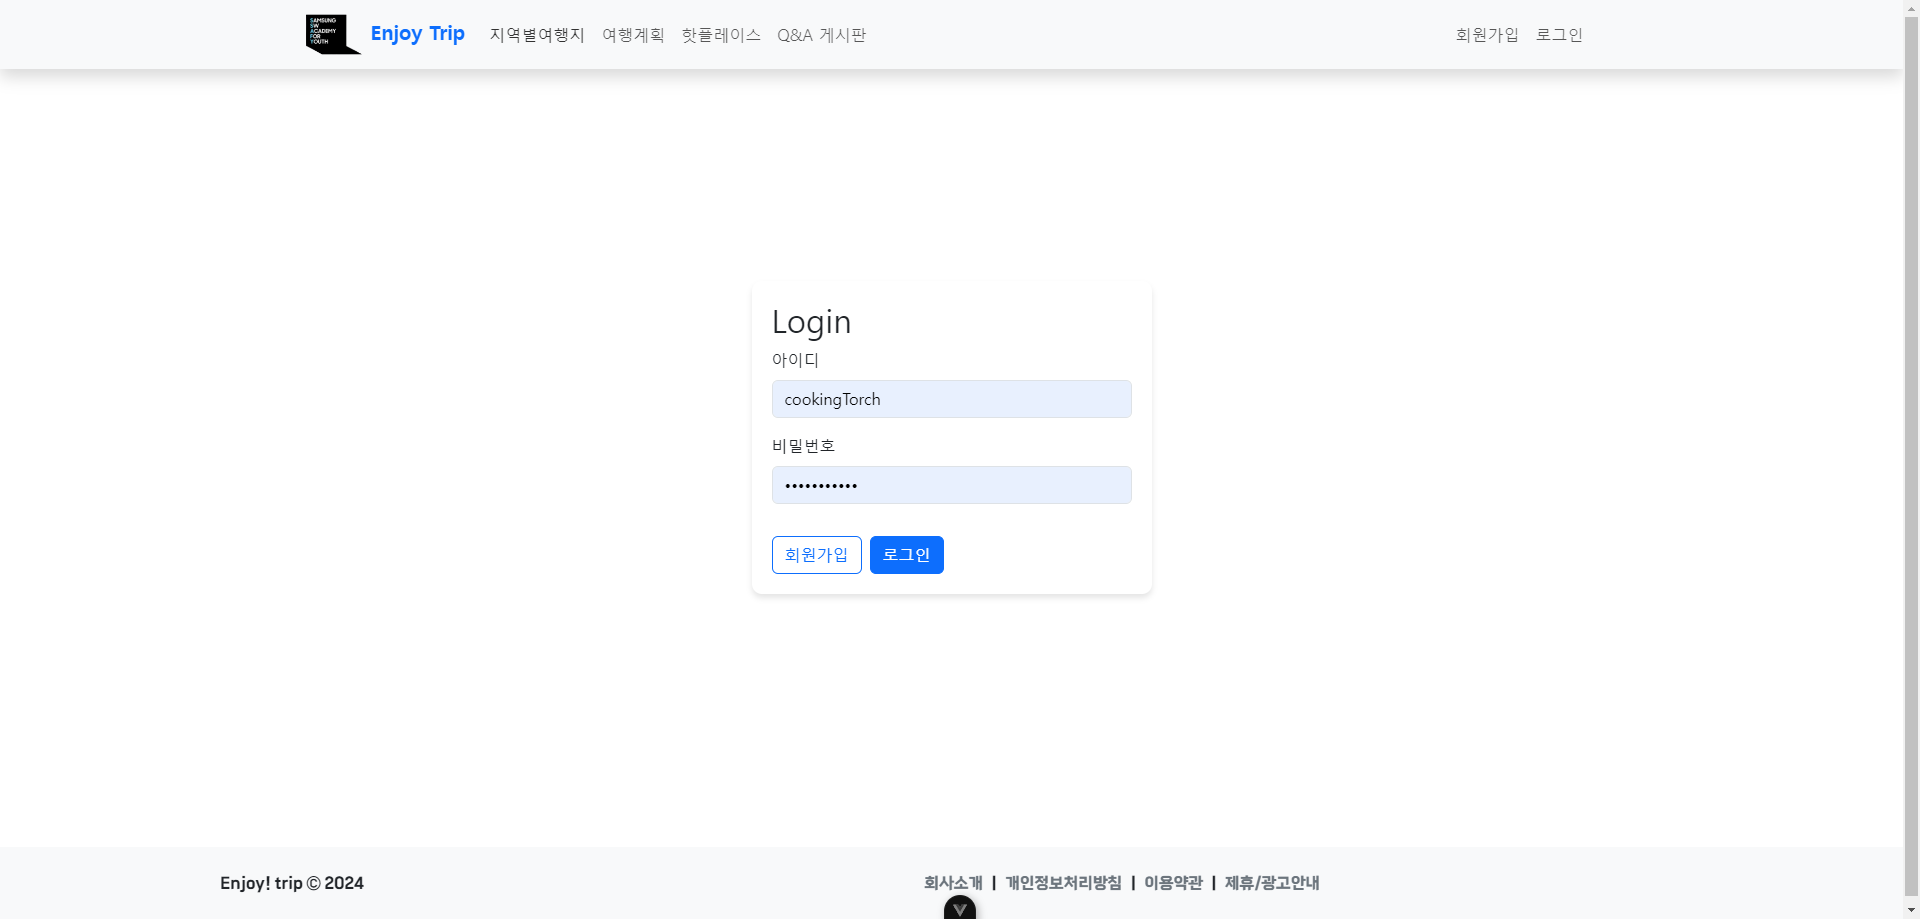 SAMSUNG
SW
ACADEMY
FOR
YOUTH
Enjoy Trip 지역별여행지 여행계획 핫플레이스 Q&A 게시판 회원가입 로그인
Login
아이디
cookingTorch
비밀번호
•••••••••••
회원가입 로그인
Enjoy! trip © 2024 회사소개 | 개인정보처리방침 | 이용약관 | 제휴/광고안내